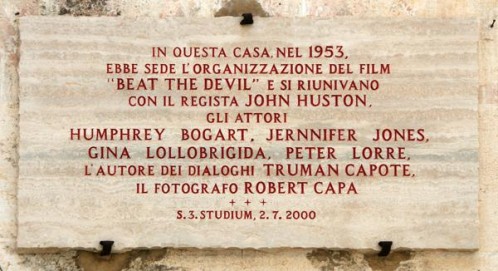 IN QUESTA CASA, NEL 1953,
EBBE SEDE L'ORGANIZZAZIONE DEL FILM
"BEAT THE DEVIL" E SI RIUNIVANO
CON IL REGISTA JOHN HUSTON,
GLI ATTORI
HUMPHREY BOGART, JERNNIFER JONES,
GINA LOLLOBRIGIDA, PETER LORRE,
L'AUTORE DEI DIALOGHI TRUMAN CAPOTE,
IL FOTOGRAFO ROBERT CAPA
+ + +
S.3. STUDIUM, 2.7.2000